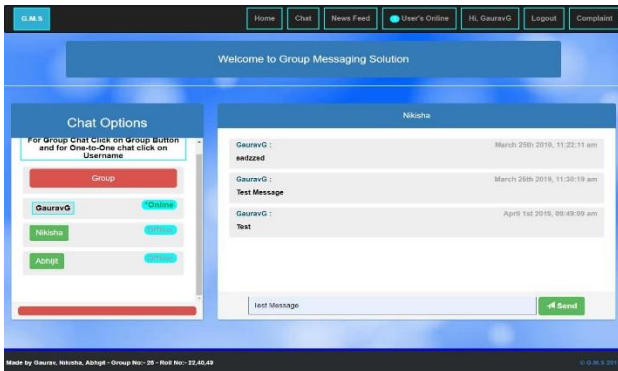 G.M.S
Home
Chat
News Feed
User's Online
Hi, GauravG
Logout
Complaint
Welcome to Group Messaging Solution
Chat Options
For Group Chat Click on Group Button
and for One-to-One chat click on
Username
Group
GauravG
*Online
Nikisha
Offline
Abhijit
Offline
Nikisha
GauravG :
March 25th 2019, 11:22:11 am
sadzzed
GauravG :
March 25th 2019, 11:30:19 am
Test Message
GauravG :
April 1st 2019, 09:49:09 am
Test
Test Message
Send
Made by Gaurav, Nikisha, Abhijit - Group No:- 26 - Roll No:- 22,40,49
© G.M.S 201